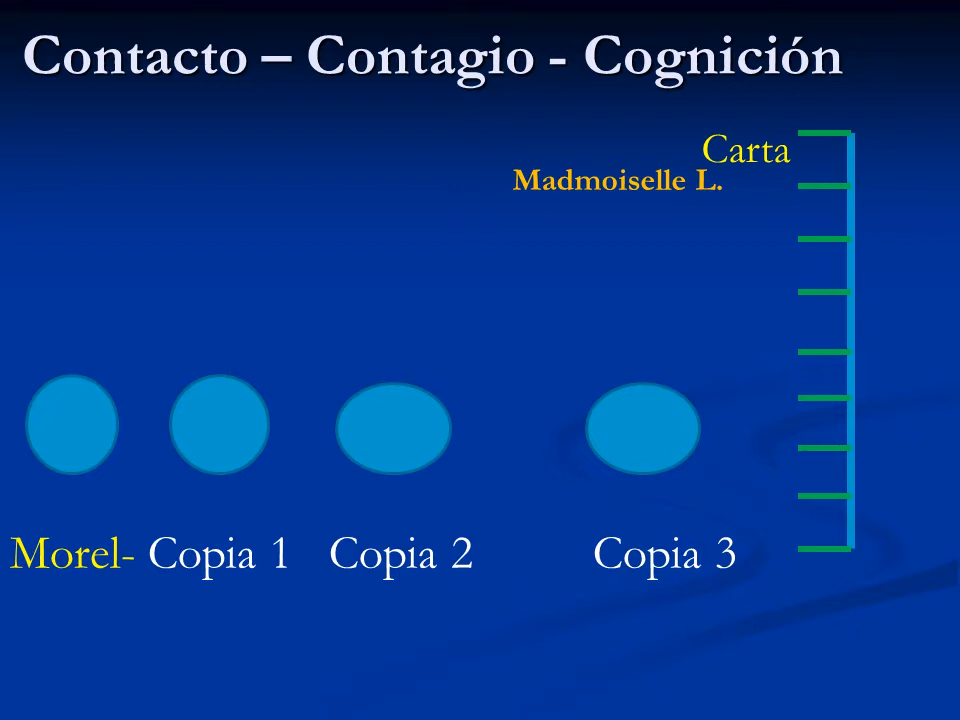 Contacto – Contagio - Cognición
Carta
Madmoiselle L.
Morel- Copia 1 Copia 2 Copia 3